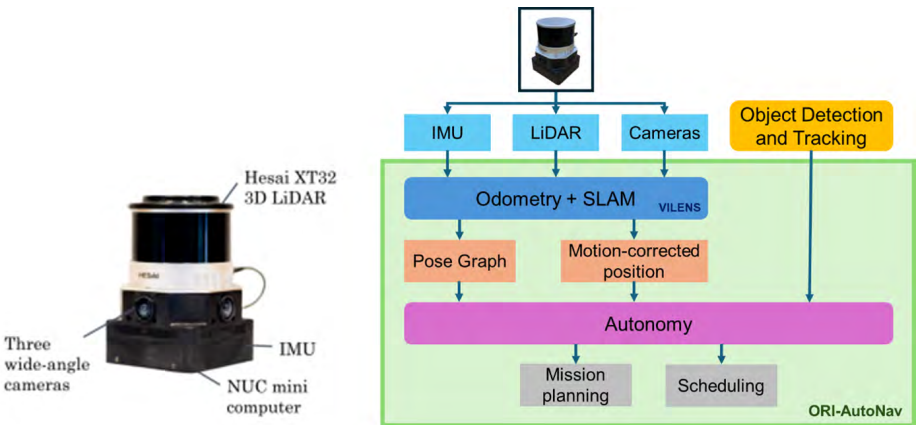 Hesai XT32
3D LiDAR
HESAI
Three
wide-angle
cameras
IMU
NUC mini
computer
IMU
LiDAR
Cameras
Object Detection
and Tracking
Odometry + SLAM
VILENS
Pose Graph
Motion-corrected
position
Autonomy
Mission
planning
Scheduling
ORI-AutoNav